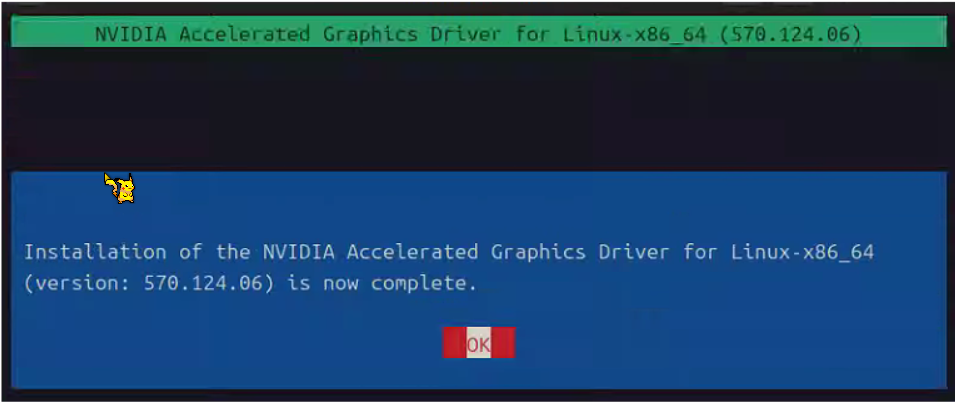 NVIDIA Accelerated Graphics Driver for Linux-x86_64 (570.124.06)
Installation of the NVIDIA Accelerated Graphics Driver for Linux-x86_64
(version: 570.124.06) is now complete.
OK